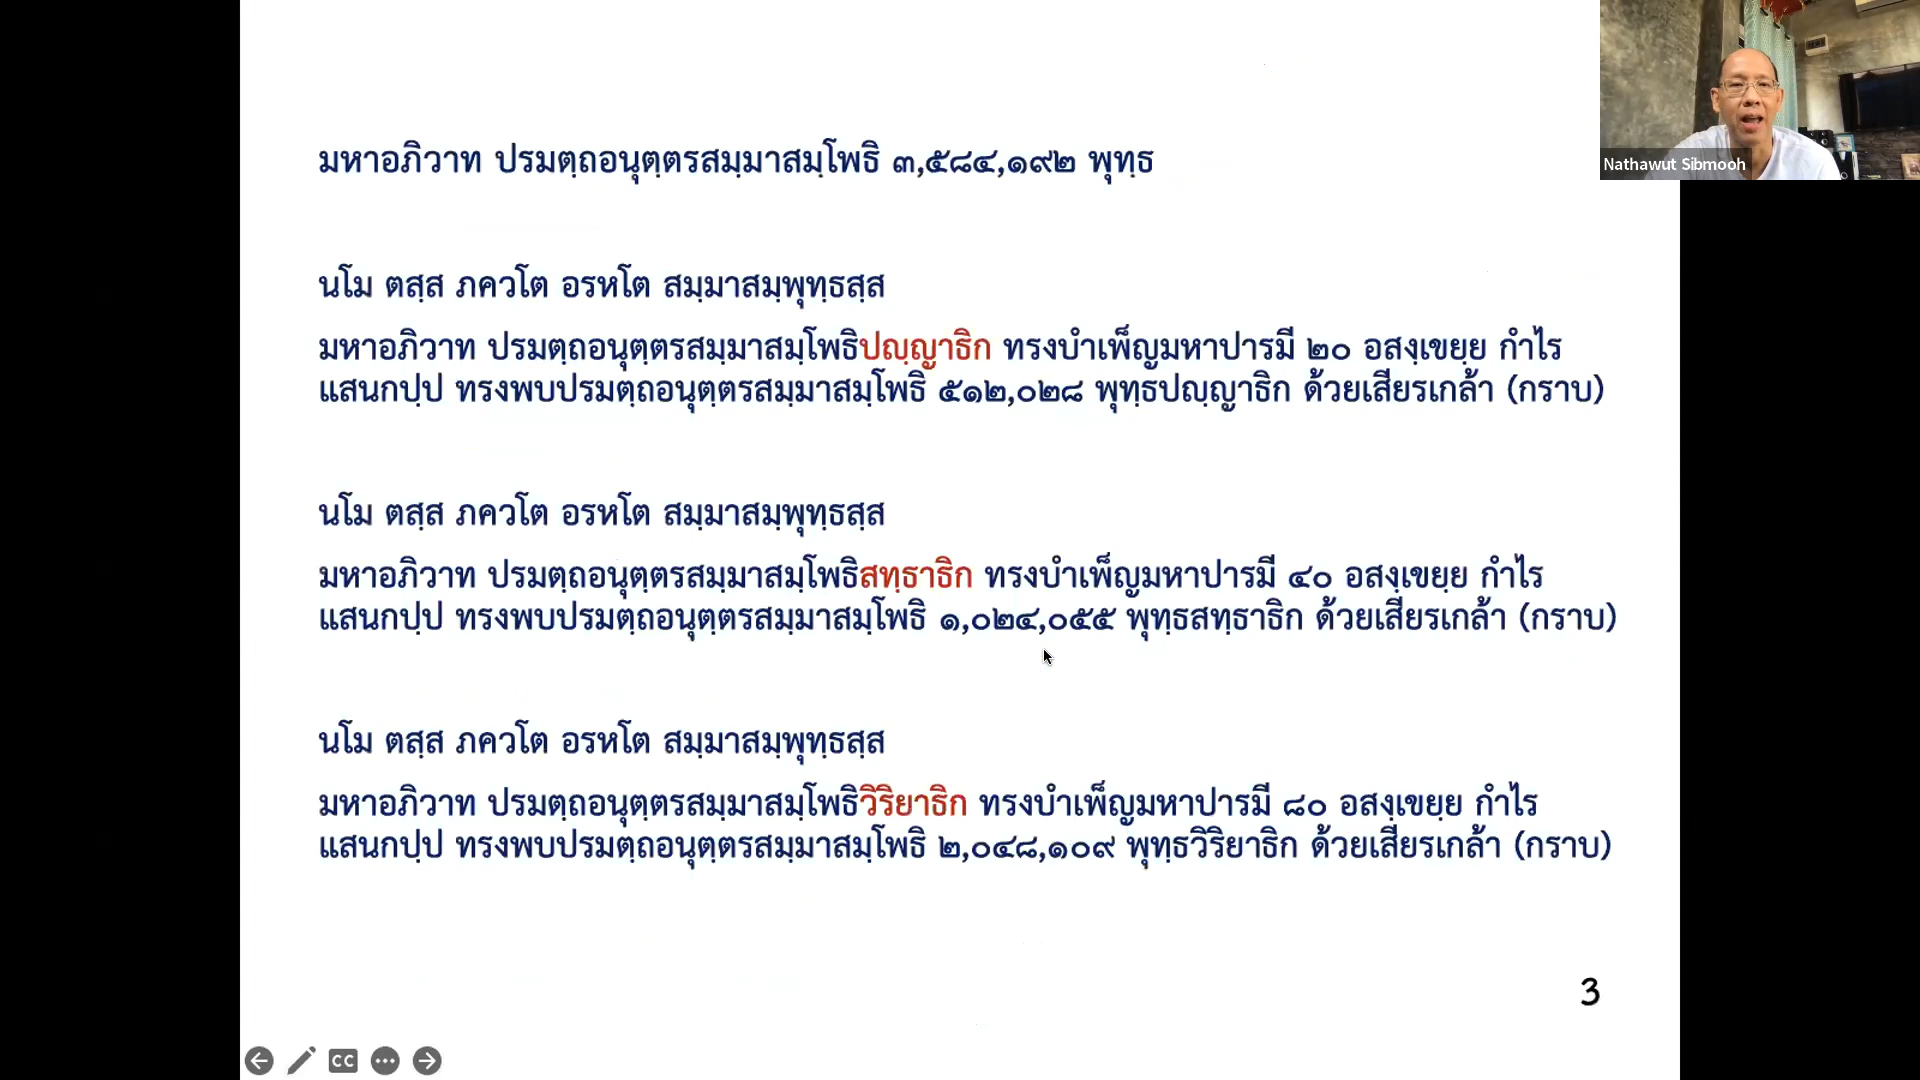 มหาอภิวาท ปรมตฺถอนุตฺตรสมฺมาสมฺโพธิ ๓,๕๘๔,๑๙๒ พุทฺธ
นโม ตสฺส ภควโต อรหโต สมฺมาสมฺพุทฺธสฺส
มหาอภิวาท ปรมตฺถอนุตฺตรสมฺมาสมฺโพธิปญฺญาธิก ทรงบำเพ็ญมหาปารมี ๒๐ อสงฺเขยฺย กำไร
แสนกปฺป ทรงพบปรมตฺถอนุตฺตรสมฺมาสมฺโพธิ ๕๑๒,๐๒๘ พุทฺธปญฺญาธิก ด้วยเสียรเกล้า (กราบ)
นโม ตสฺส ภควโต อรหโต สมฺมาสมฺพุทฺธสฺส
มหาอภิวาท ปรมตฺถอนุตฺตรสมฺมาสมฺโพธิสทฺธาธิก ทรงบำเพ็ญมหาปารมี ๔๐ อสงฺเขยฺย กำไร
แสนกปฺป ทรงพบปรมตฺถอนุตฺตรสมฺมาสมฺโพธิ ๑,๐๒๔,๐๕๕ พุทฺธสทฺธาธิก ด้วยเสียรเกล้า (กราบ)
นโม ตสฺส ภควโต อรหโต สมฺมาสมฺพุทฺธสฺส
มหาอภิวาท ปรมตฺถอนุตฺตรสมฺมาสมฺโพธิวิริยาธิก ทรงบำเพ็ญมหาปารมี ๘๐ อสงฺเขยฺย กำไร
แสนกปฺป ทรงพบปรมตฺถอนุตฺตรสมฺมาสมฺโพธิ ๒,๐๔๘,๑๐๙ พุทฺธวิริยาธิก ด้วยเสียรเกล้า (กราบ)
3
CC
Nathawut Sibmooh